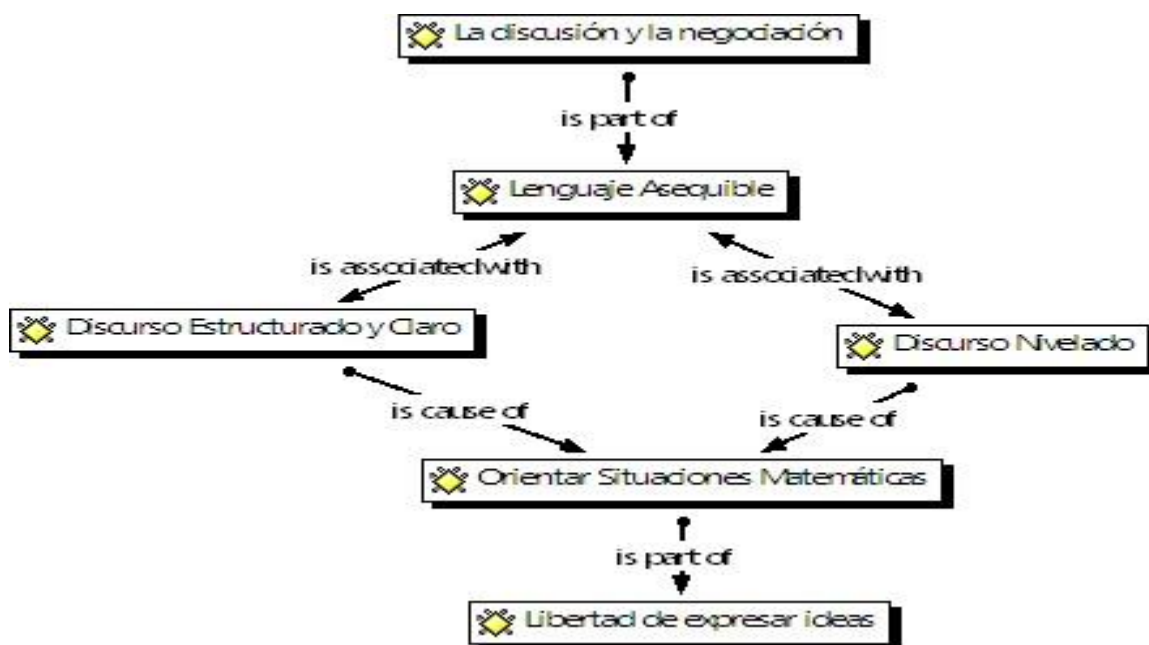 La discusión y la negociación
is part of
Lenguaje Asequible
is associated with
is associated with
Discurso Estructurado y Claro
Discurso Nivelado
is cause of
is cause of
Orientar Situaciones Matemáticas
is part of
Libertad de expresar ideas